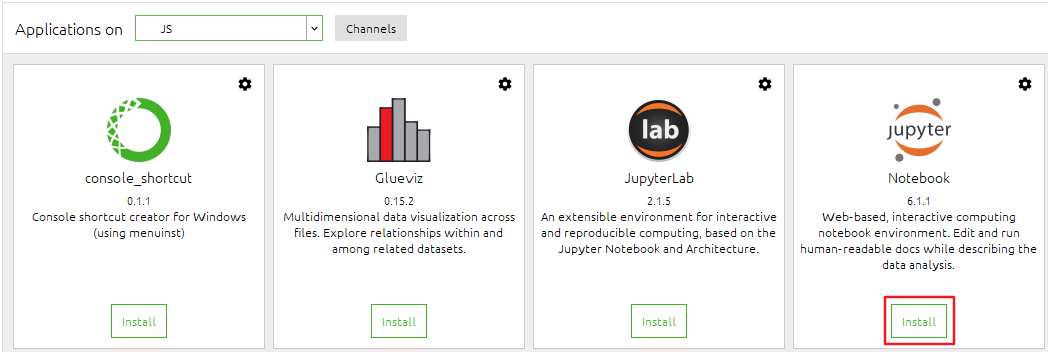 Applications on JS Channels
console_shortcut
0.1.1
Console shortcut creator for Windows
(using menuinst)
Install
Glueviz
0.15.2
Multidimensional data visualization across
files. Explore relationships within and
among related datasets.
Install
lab
JupyterLab
2.1.5
An extensible environment for interactive
and reproducible computing, based on the
Jupyter Notebook and Architecture.
Install
jupyter
Notebook
6.1.1
Web-based, interactive computing
notebook environment. Edit and run
human-readable docs while describing the
data analysis.
Install